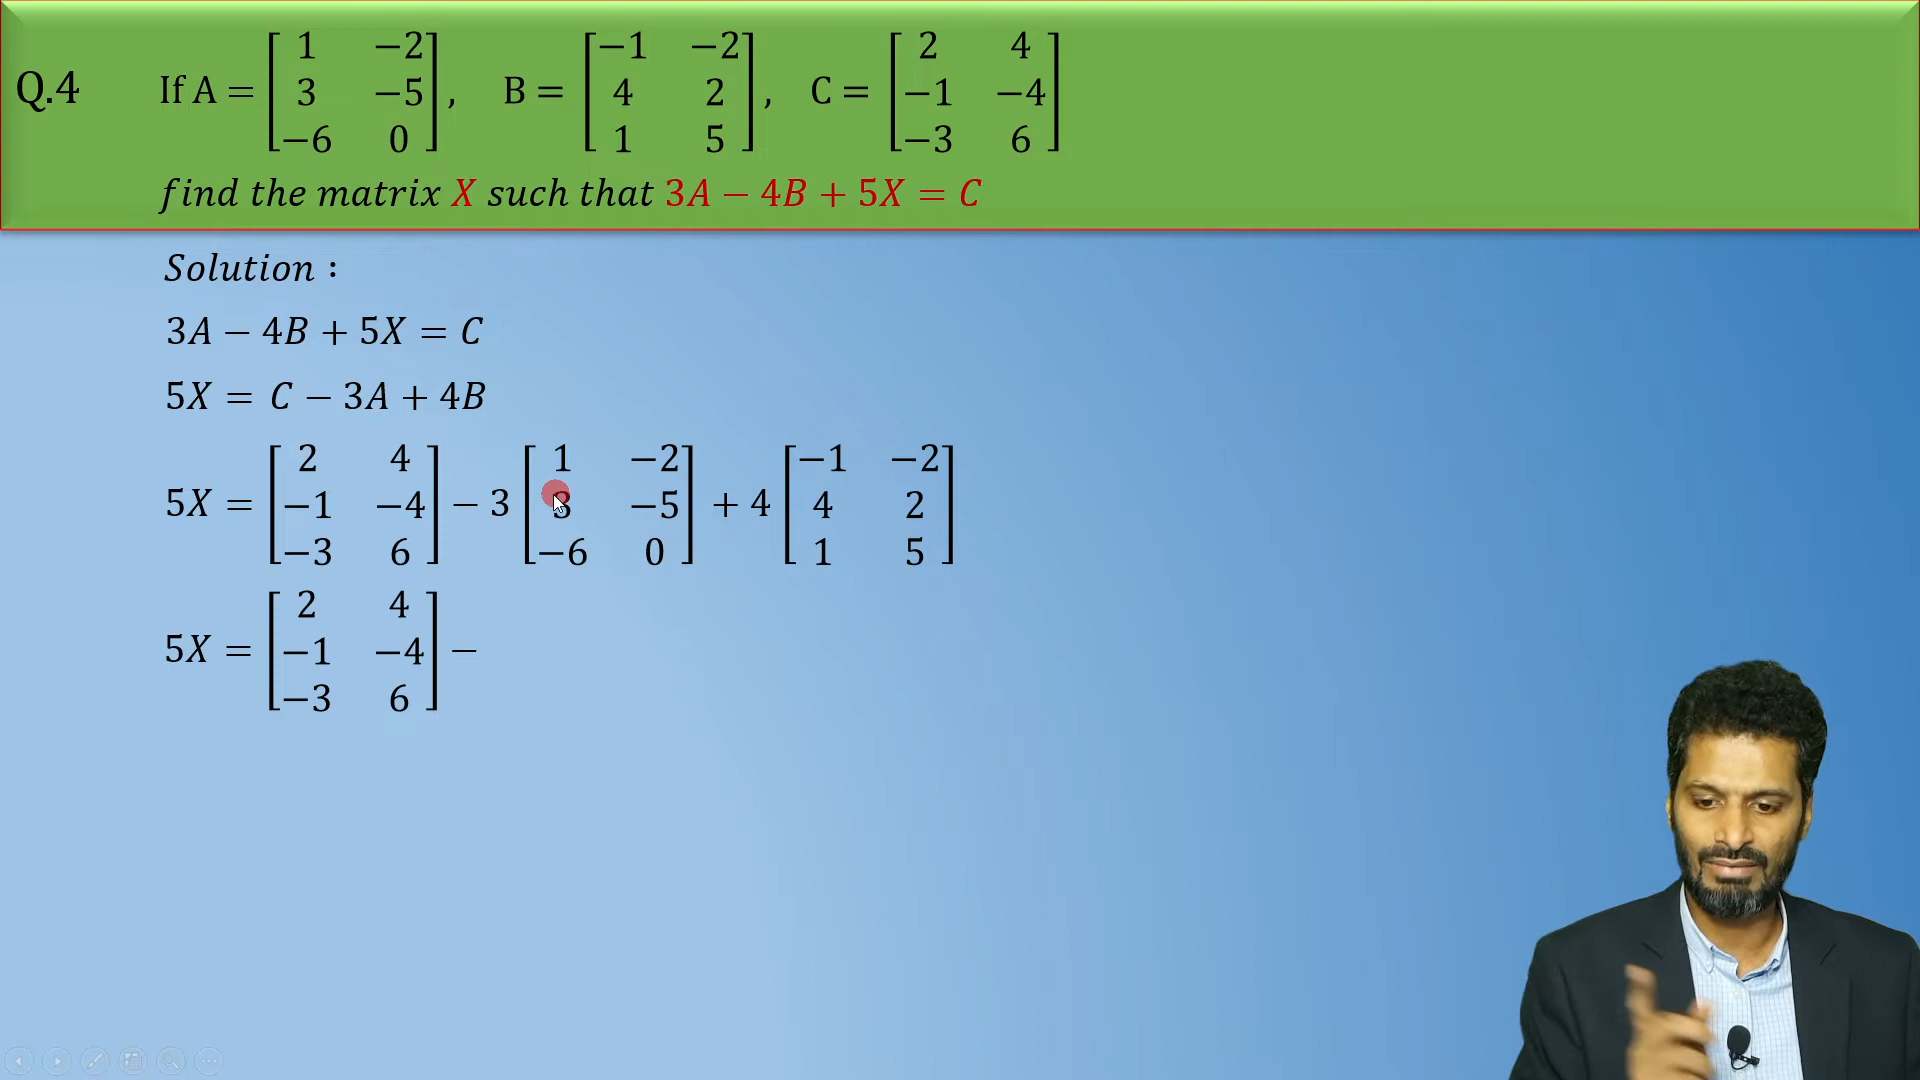 Q.4 If A = [1 −2; 3 −5; −6 0], B = [−1 −2; 4 2; 1 5], C = [2 4; −1 −4; −3 6]
find the matrix X such that 3A − 4B + 5X = C
Solution :
3A − 4B + 5X = C
5X = C − 3A + 4B
5X = [2 4; −1 −4; −3 6] − 3 [1 −2; 3 −5; −6 0] + 4 [−1 −2; 4 2; 1 5]
5X = [2 4; −1 −4; −3 6] −